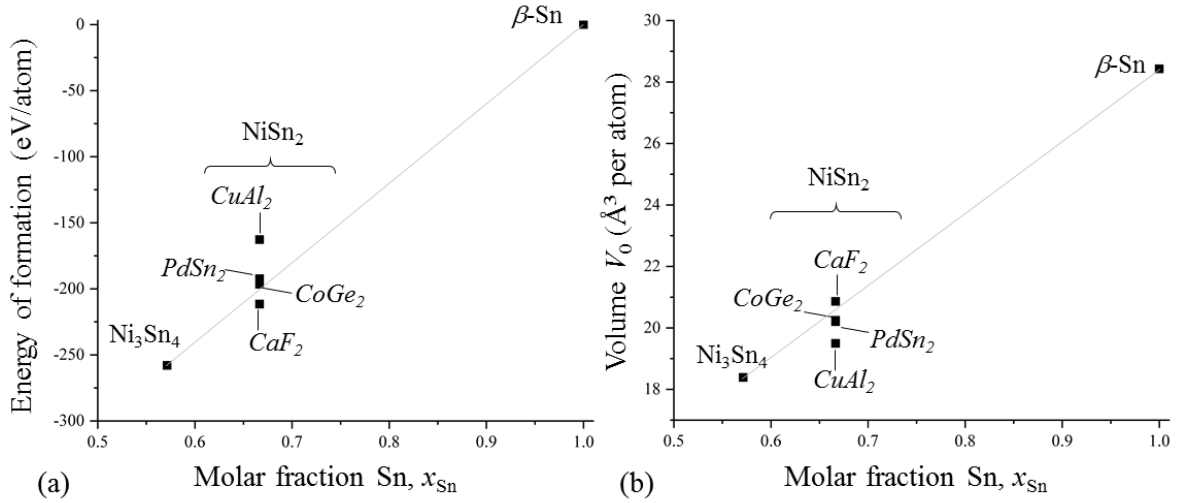 Energy of formation (eV/atom)
0
-50
-100
-150
-200
-250
-300
β-Sn
NiSn₂
CuAl₂
PdSn₂
CoGe₂
CaF₂
Ni₃Sn₄
0.5 0.6 0.7 0.8 0.9 1.0
(a) Molar fraction Sn, xSn
Volume V₀ (Å³ per atom)
30
28
26
24
22
20
18
β-Sn
NiSn₂
CaF₂
CoGe₂
PdSn₂
Ni₃Sn₄
CuAl₂
0.5 0.6 0.7 0.8 0.9 1.0
(b) Molar fraction Sn, xSn